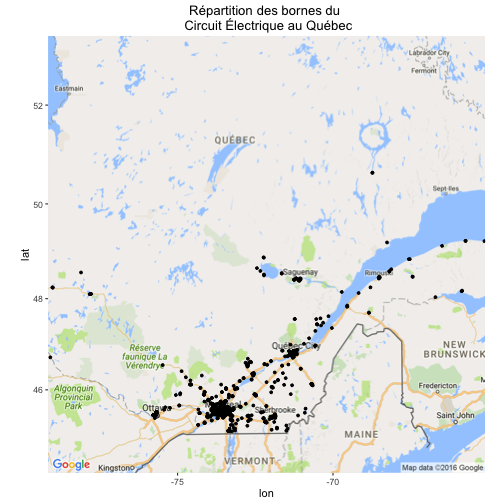 Répartition des bornes du
Circuit Électrique au Québec
Labrador City
Fermont
Eastmain
QUÉBEC
Sept-Iles
Saguenay
Rimouski
Québec City
NEW
BRUNSWICK
Réserve
faunique La
Vérendrye
Algonquin
Provincial
Park
Ottawa
Sherbrooke
Fredericton
Saint John
MAINE
VERMONT
Kingston
Google
Map data ©2016 Google
52
50
48
46
lat
-75
-70
lon